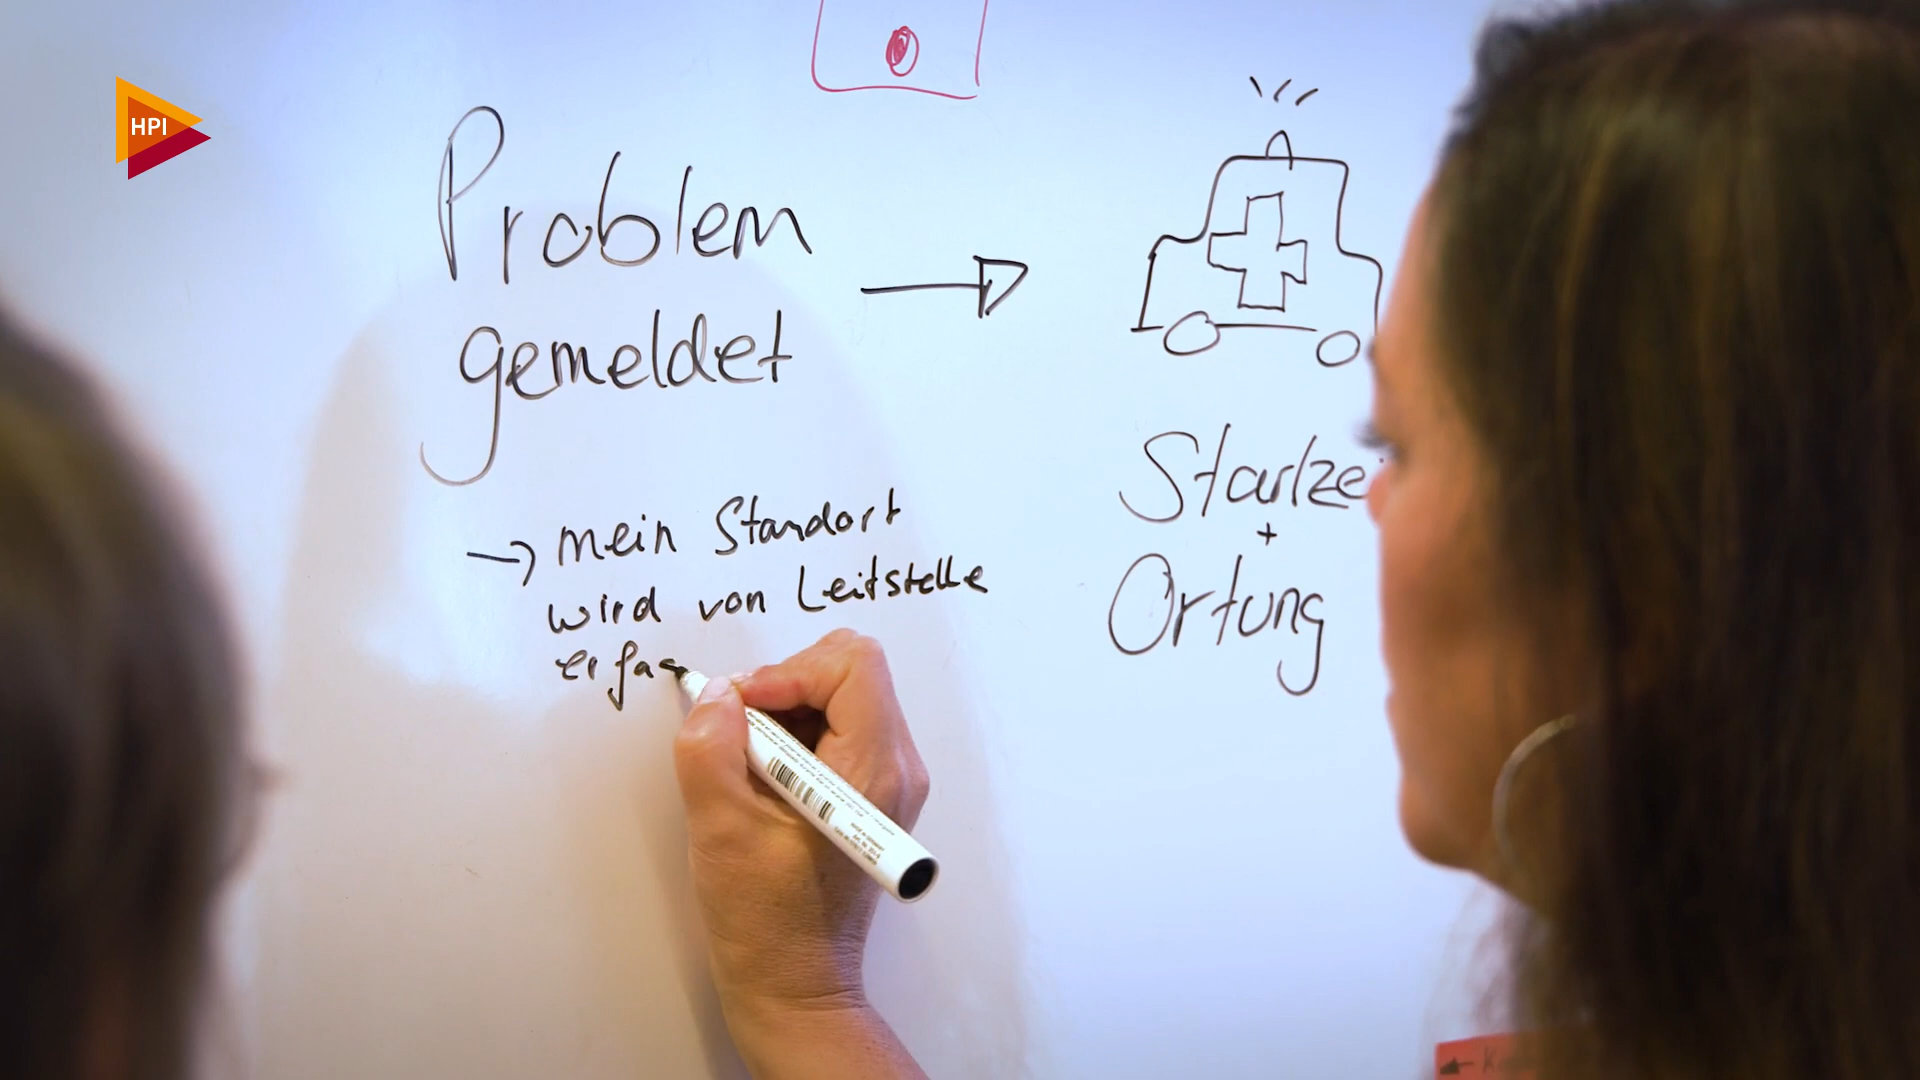 HPI
Problem
gemeldet
→ mein Standort
wird von Leitstelle
erfas
Startze
+
Ortung